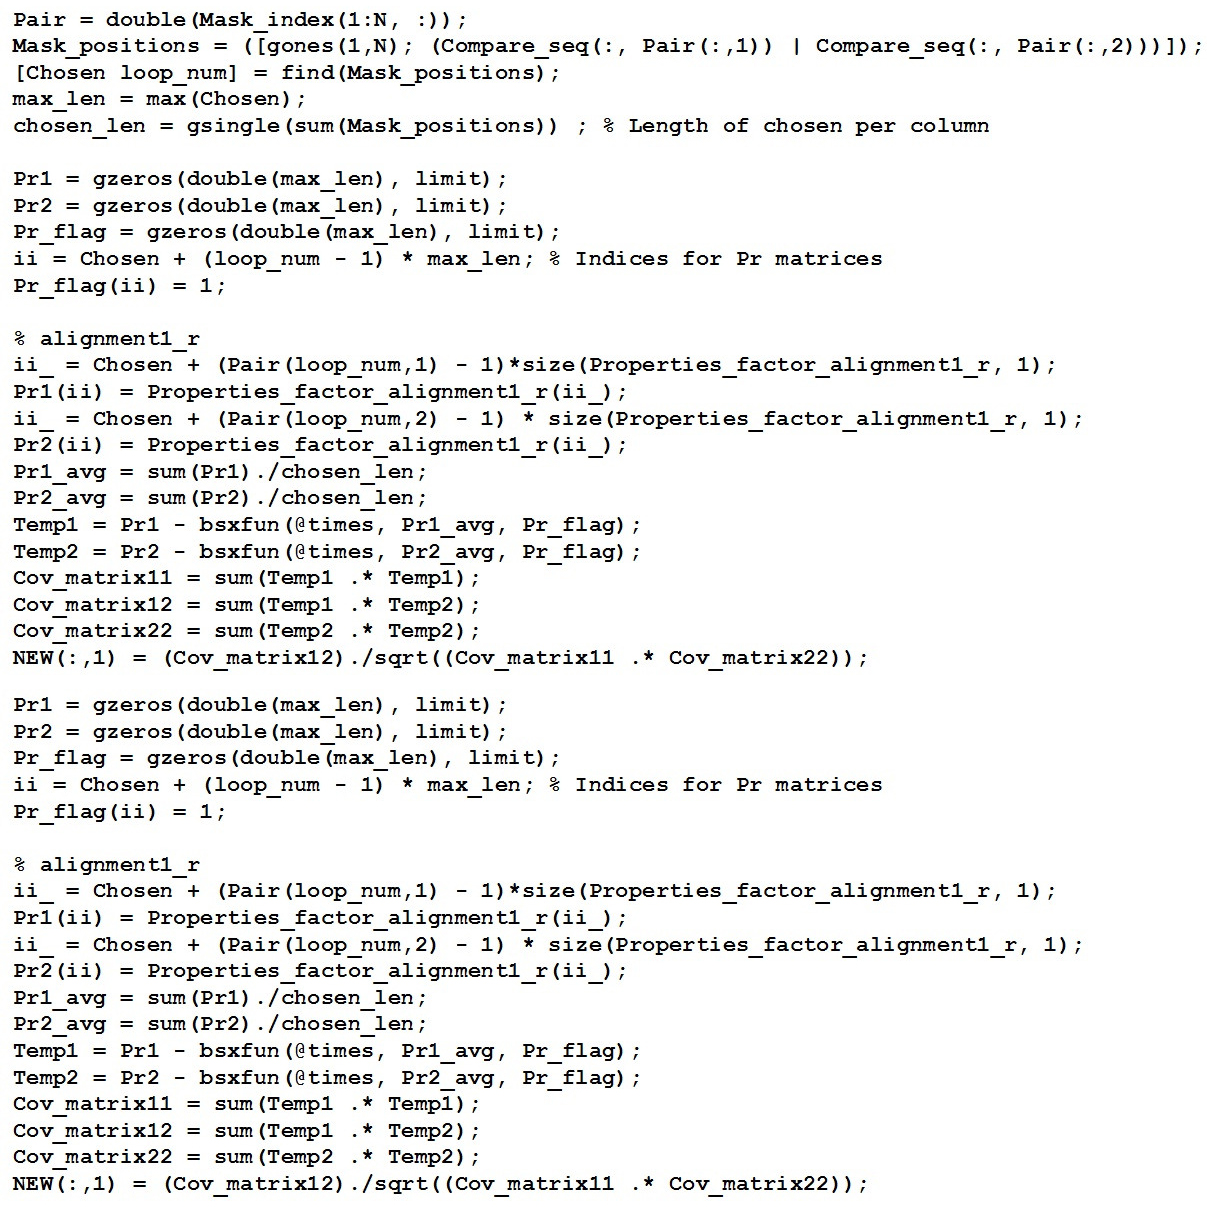 Pair = double(Mask_index(1:N, :));
Mask_positions = ([gones(1,N); (Compare_seq(:, Pair(:,1)) | Compare_seq(:, Pair(:,2)))]);
[Chosen loop_num] = find(Mask_positions);
max_len = max(Chosen);
chosen_len = gsingle(sum(Mask_positions)) ; % Length of chosen per column
Pr1 = gzeros(double(max_len), limit);
Pr2 = gzeros(double(max_len), limit);
Pr_flag = gzeros(double(max_len), limit);
ii = Chosen + (loop_num - 1) * max_len; % Indices for Pr matrices
Pr_flag(ii) = 1;
% alignment1_r
ii_ = Chosen + (Pair(loop_num,1) - 1)*size(Properties_factor_alignment1_r, 1);
Pr1(ii) = Properties_factor_alignment1_r(ii_);
ii_ = Chosen + (Pair(loop_num,2) - 1) * size(Properties_factor_alignment1_r, 1);
Pr2(ii) = Properties_factor_alignment1_r(ii_);
Pr1_avg = sum(Pr1)./chosen_len;
Pr2_avg = sum(Pr2)./chosen_len;
Temp1 = Pr1 - bsxfun(@times, Pr1_avg, Pr_flag);
Temp2 = Pr2 - bsxfun(@times, Pr2_avg, Pr_flag);
Cov_matrix11 = sum(Temp1 .* Temp1);
Cov_matrix12 = sum(Temp1 .* Temp2);
Cov_matrix22 = sum(Temp2 .* Temp2);
NEW(:,1) = (Cov_matrix12)./sqrt((Cov_matrix11 .* Cov_matrix22));
Pr1 = gzeros(double(max_len), limit);
Pr2 = gzeros(double(max_len), limit);
Pr_flag = gzeros(double(max_len), limit);
ii = Chosen + (loop_num - 1) * max_len; % Indices for Pr matrices
Pr_flag(ii) = 1;
% alignment1_r
ii_ = Chosen + (Pair(loop_num,1) - 1)*size(Properties_factor_alignment1_r, 1);
Pr1(ii) = Properties_factor_alignment1_r(ii_);
ii_ = Chosen + (Pair(loop_num,2) - 1) * size(Properties_factor_alignment1_r, 1);
Pr2(ii) = Properties_factor_alignment1_r(ii_);
Pr1_avg = sum(Pr1)./chosen_len;
Pr2_avg = sum(Pr2)./chosen_len;
Temp1 = Pr1 - bsxfun(@times, Pr1_avg, Pr_flag);
Temp2 = Pr2 - bsxfun(@times, Pr2_avg, Pr_flag);
Cov_matrix11 = sum(Temp1 .* Temp1);
Cov_matrix12 = sum(Temp1 .* Temp2);
Cov_matrix22 = sum(Temp2 .* Temp2);
NEW(:,1) = (Cov_matrix12)./sqrt((Cov_matrix11 .* Cov_matrix22));